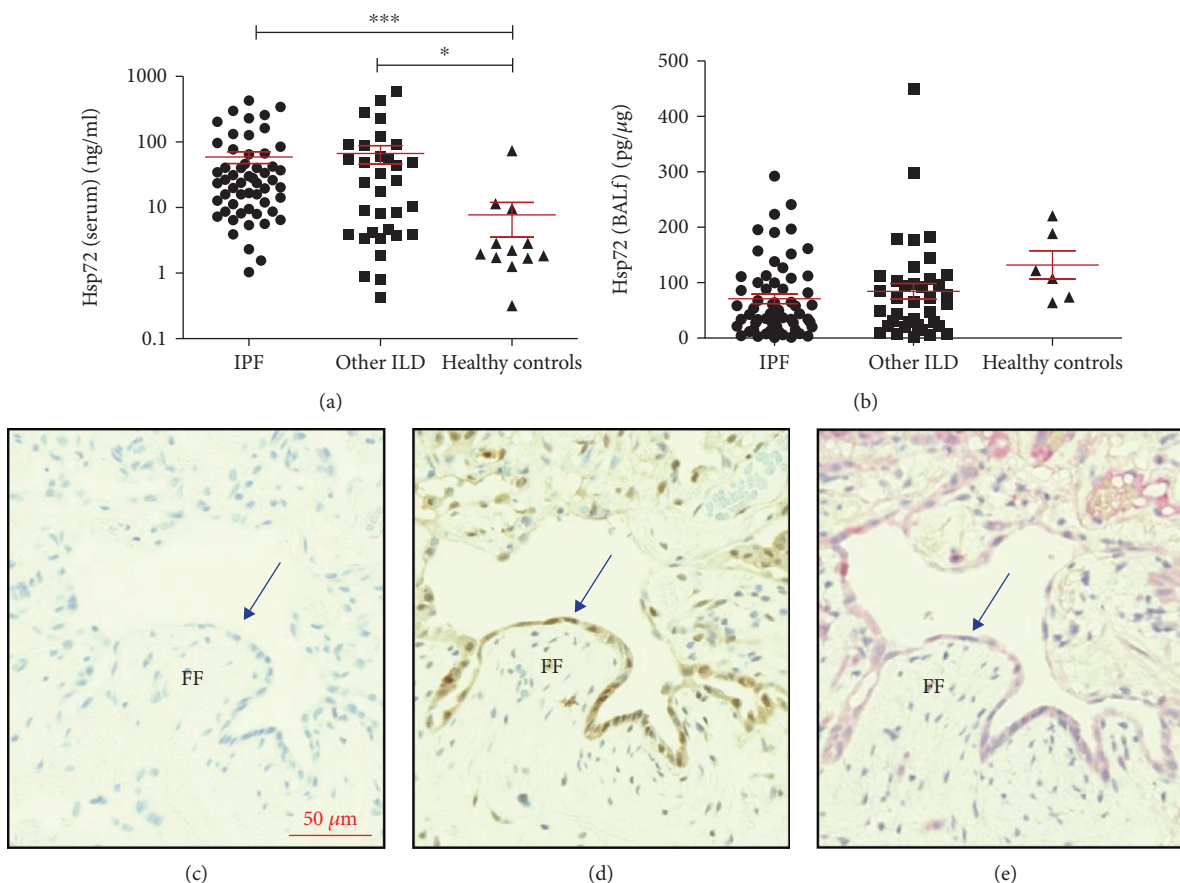 ***
*
Hsp72 (serum) (ng/ml)
1000
100
10
1
0.1
IPF
Other ILD
Healthy controls
(a)
Hsp72 (BALf) (pg/μg)
500
400
300
200
100
0
IPF
Other ILD
Healthy controls
(b)
FF
50 μm
(c)
FF
(d)
FF
(e)